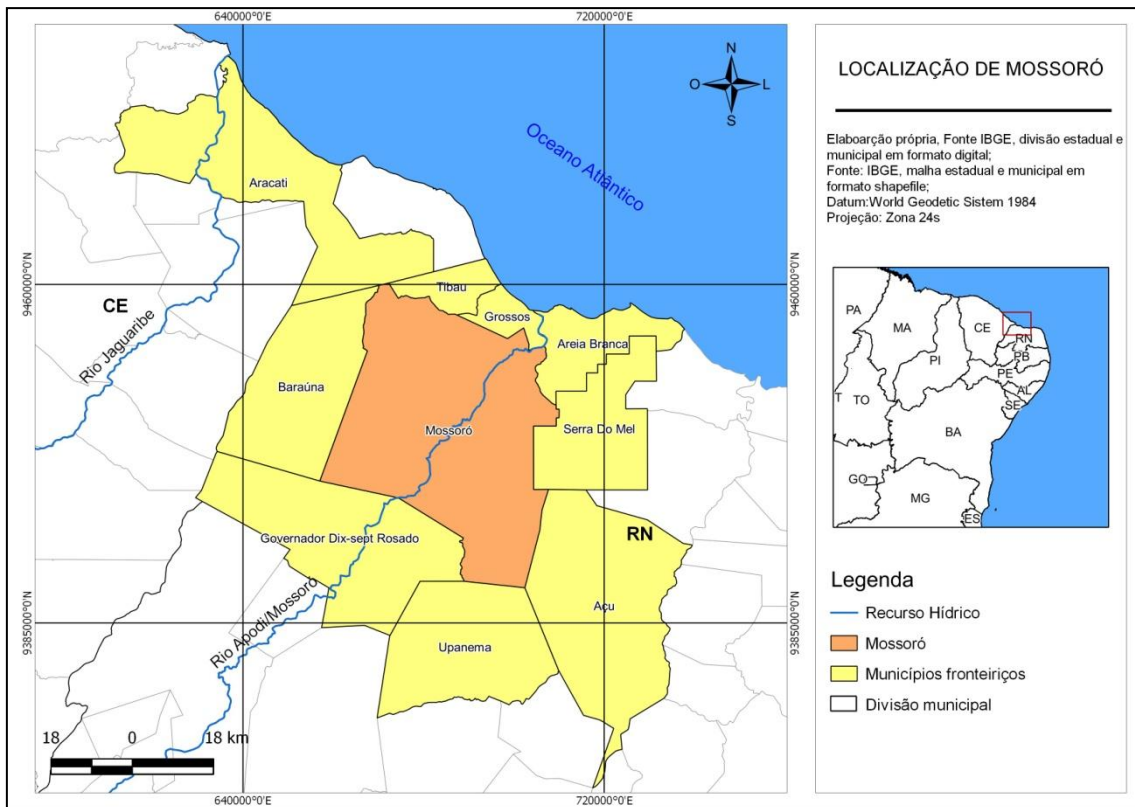 640000°0'E
720000°0'E
N
O
L
S
Oceano Atlântico
Aracati
9460000°0'N
9460000°0'N
CE
Rio Jaguaribe
Tibau
Grossos
Areia Branca
Baraúna
Mossoró
Serra Do Mel
Governador Dix-sept Rosado
RN
Açu
Rio Apodi/Mossoró
Upanema
9385000°0'N
9385000°0'N
18 0 18 km
640000°0'E
720000°0'E
LOCALIZAÇÃO DE MOSSORÓ
Elaboarção própria, Fonte IBGE, divisão estadual e
municipal em formato digital;
Fonte: IBGE, malha estadual e municipal em
formato shapefile;
Datum:World Geodetic Sistem 1984
Projeção: Zona 24s
PA
MA
CE
RN
PB
PI
PE
AL
SE
T
TO
BA
GO
MG
ES
Legenda
Recurso Hídrico
Mossoró
Municípios fronteiriços
Divisão municipal